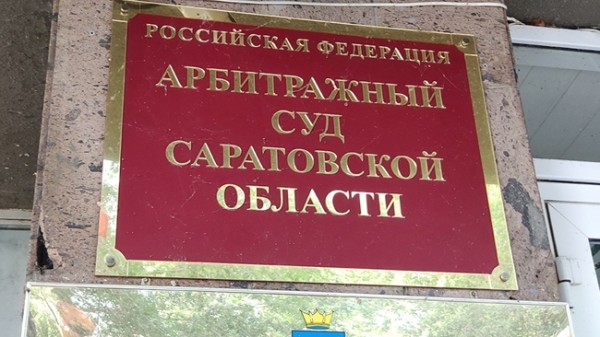 РОССИЙСКАЯ ФЕДЕРАЦИЯ
АРБИТРАЖНЫЙ
СУД
САРАТОВСКОЙ
ОБЛАСТИ